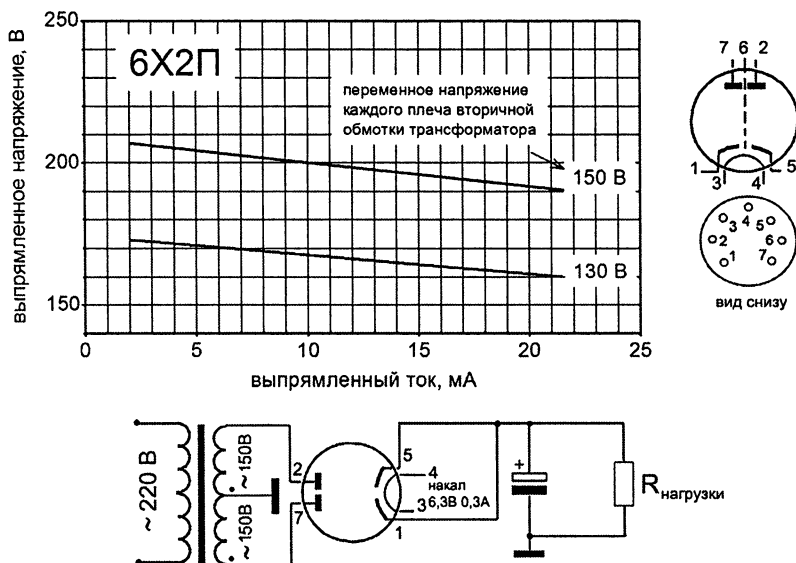 выпрямленное напряжение, В
250
200
150
6Х2П
переменное напряжение
каждого плеча вторичной
обмотки трансформатора
150 В
130 В
0 5 10 15 20 25
выпрямленный ток, мА
7 6 2
1 3 4 5
3 4 5
2 6
1 7
вид снизу
~ 220 В
~150В
~150В
2
7
5
4
накал
3 6,3В 0,3А
1
+
Rнагрузки